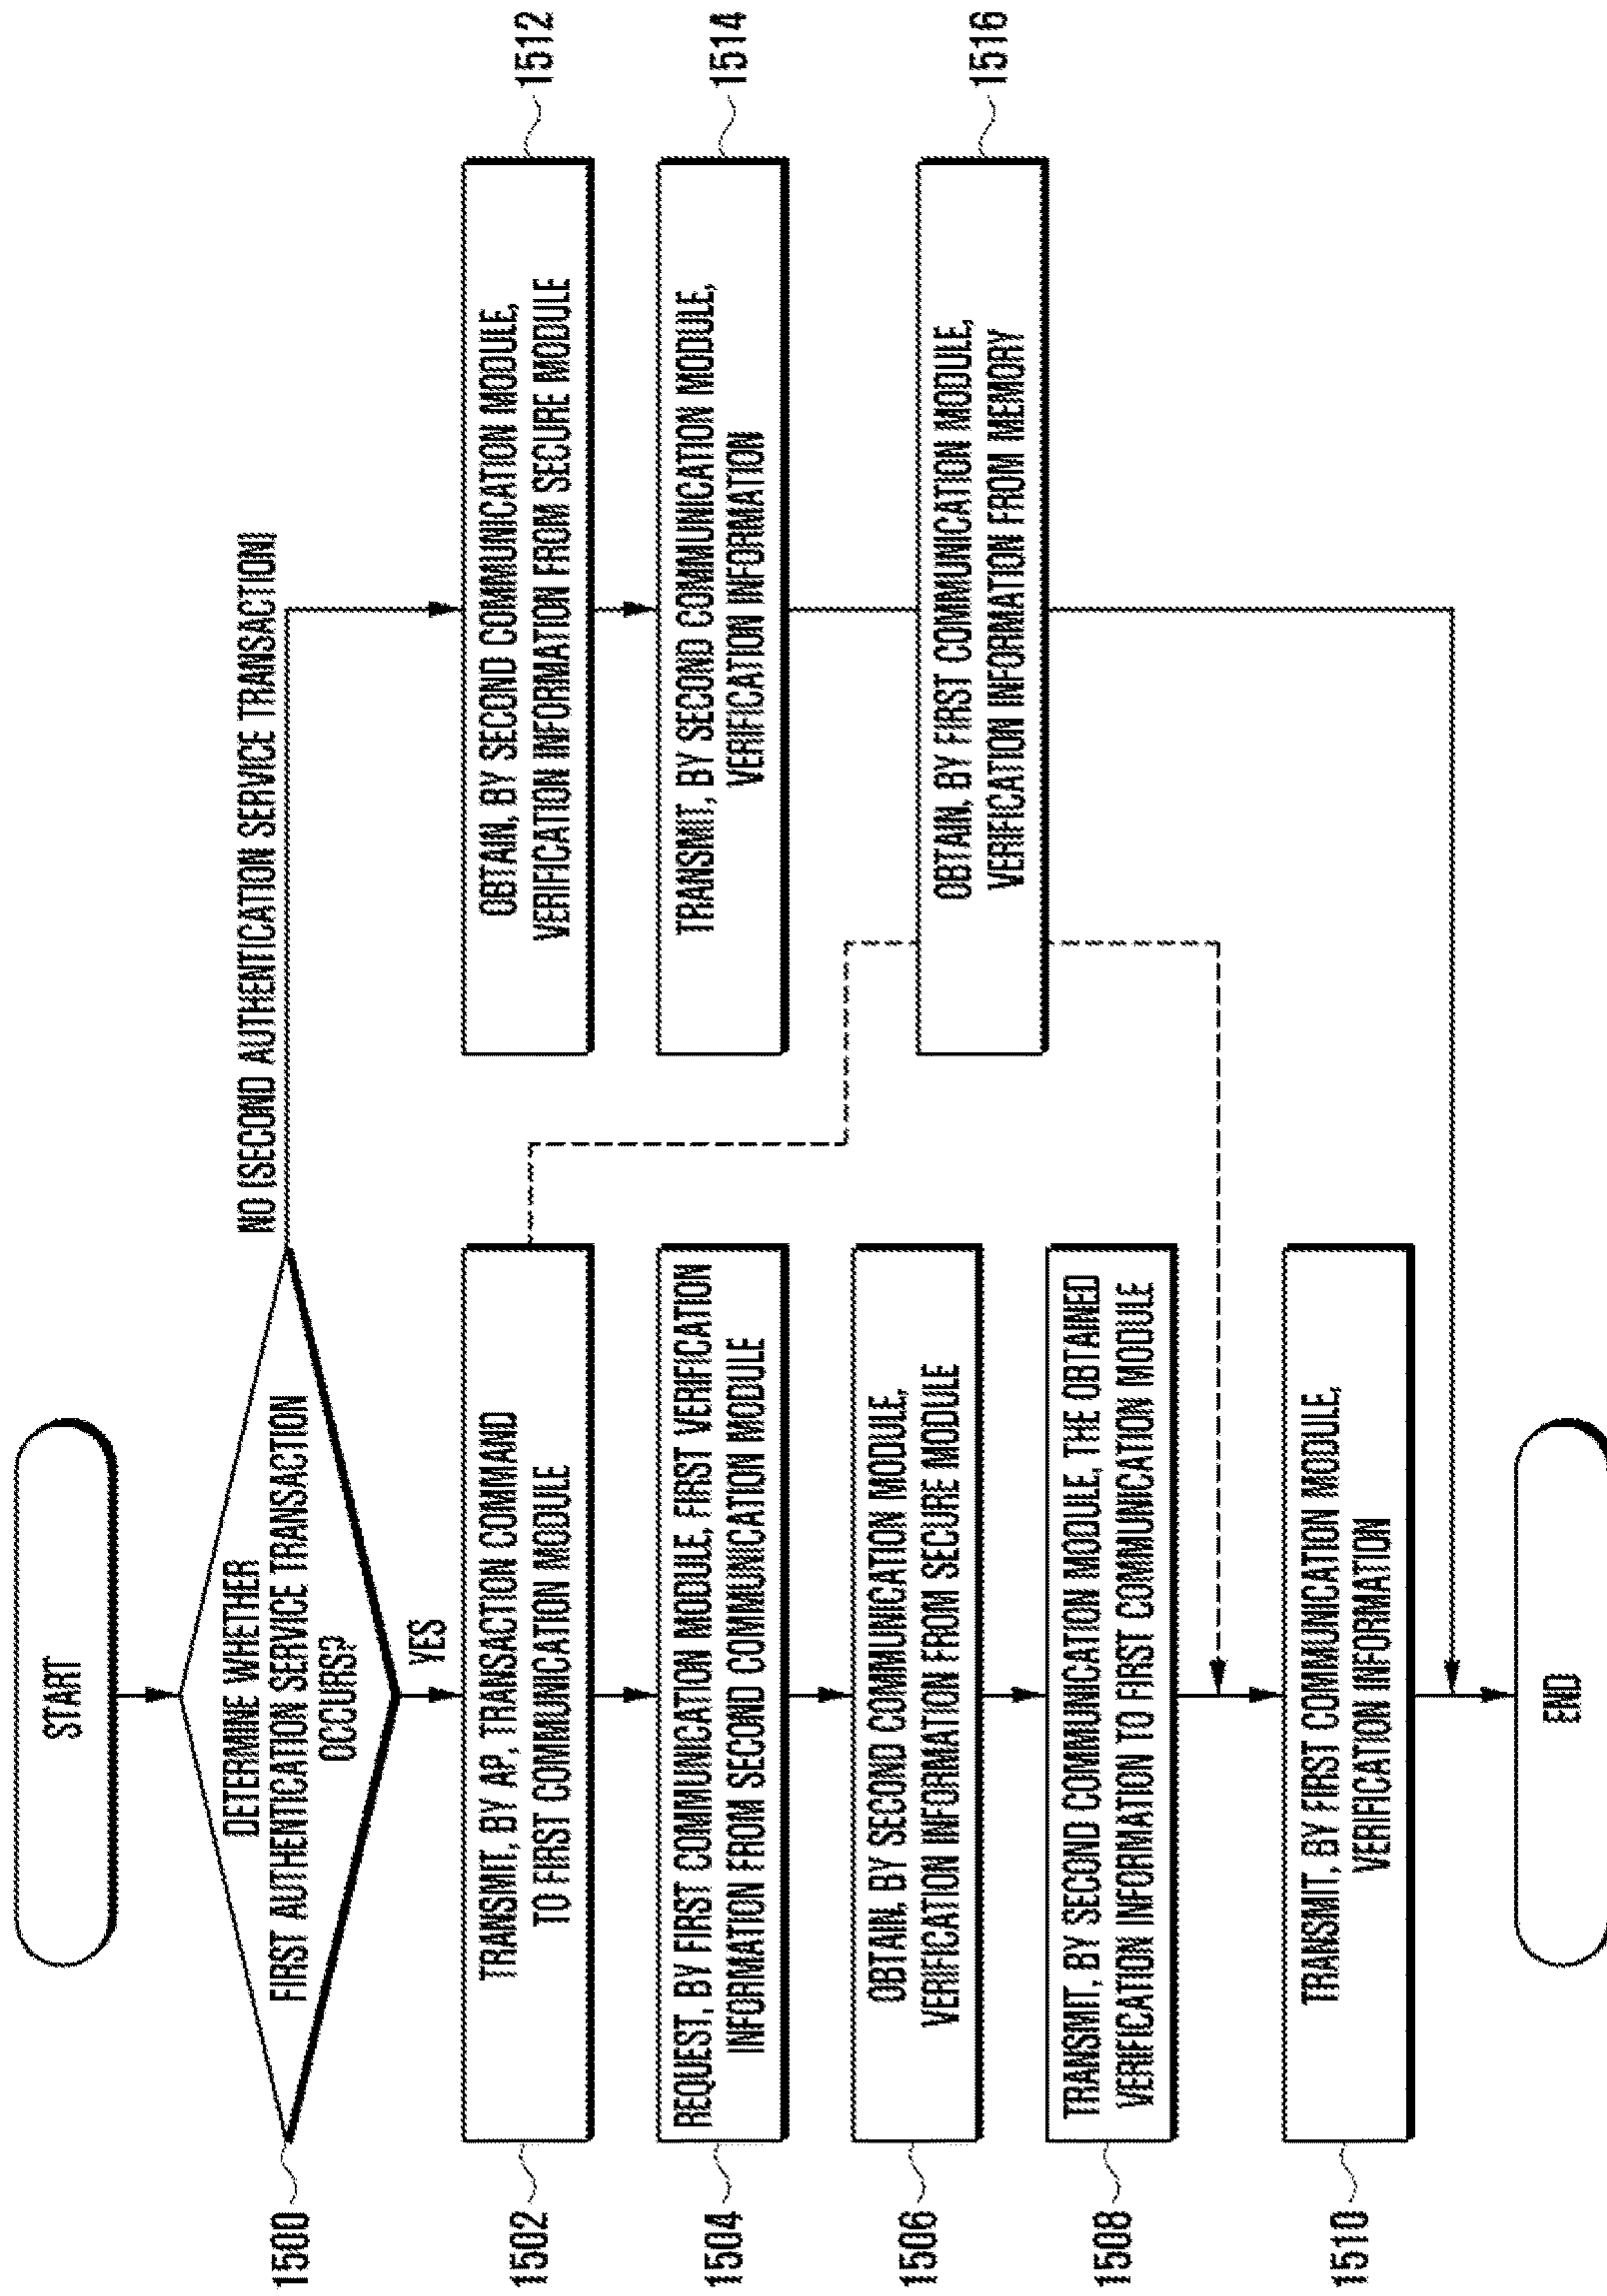 START
1500
DETERMINE WHETHER
FIRST AUTHENTICATION SERVICE TRANSACTION
OCCURS?
NO (SECOND AUTHENTICATION SERVICE TRANSACTION)
YES
1502
TRANSMIT, BY AP, TRANSACTION COMMAND
TO FIRST COMMUNICATION MODULE
1504
REQUEST, BY FIRST COMMUNICATION MODULE, FIRST VERIFICATION
INFORMATION FROM SECOND COMMUNICATION MODULE
1506
OBTAIN, BY SECOND COMMUNICATION MODULE,
VERIFICATION INFORMATION FROM SECURE MODULE
1508
TRANSMIT, BY SECOND COMMUNICATION MODULE, THE OBTAINED
VERIFICATION INFORMATION TO FIRST COMMUNICATION MODULE
1510
TRANSMIT, BY FIRST COMMUNICATION MODULE,
VERIFICATION INFORMATION
END
OBTAIN, BY SECOND COMMUNICATION MODULE,
VERIFICATION INFORMATION FROM SECURE MODULE
1512
TRANSMIT, BY SECOND COMMUNICATION MODULE,
VERIFICATION INFORMATION
1514
OBTAIN, BY FIRST COMMUNICATION MODULE,
VERIFICATION INFORMATION FROM MEMORY
1516